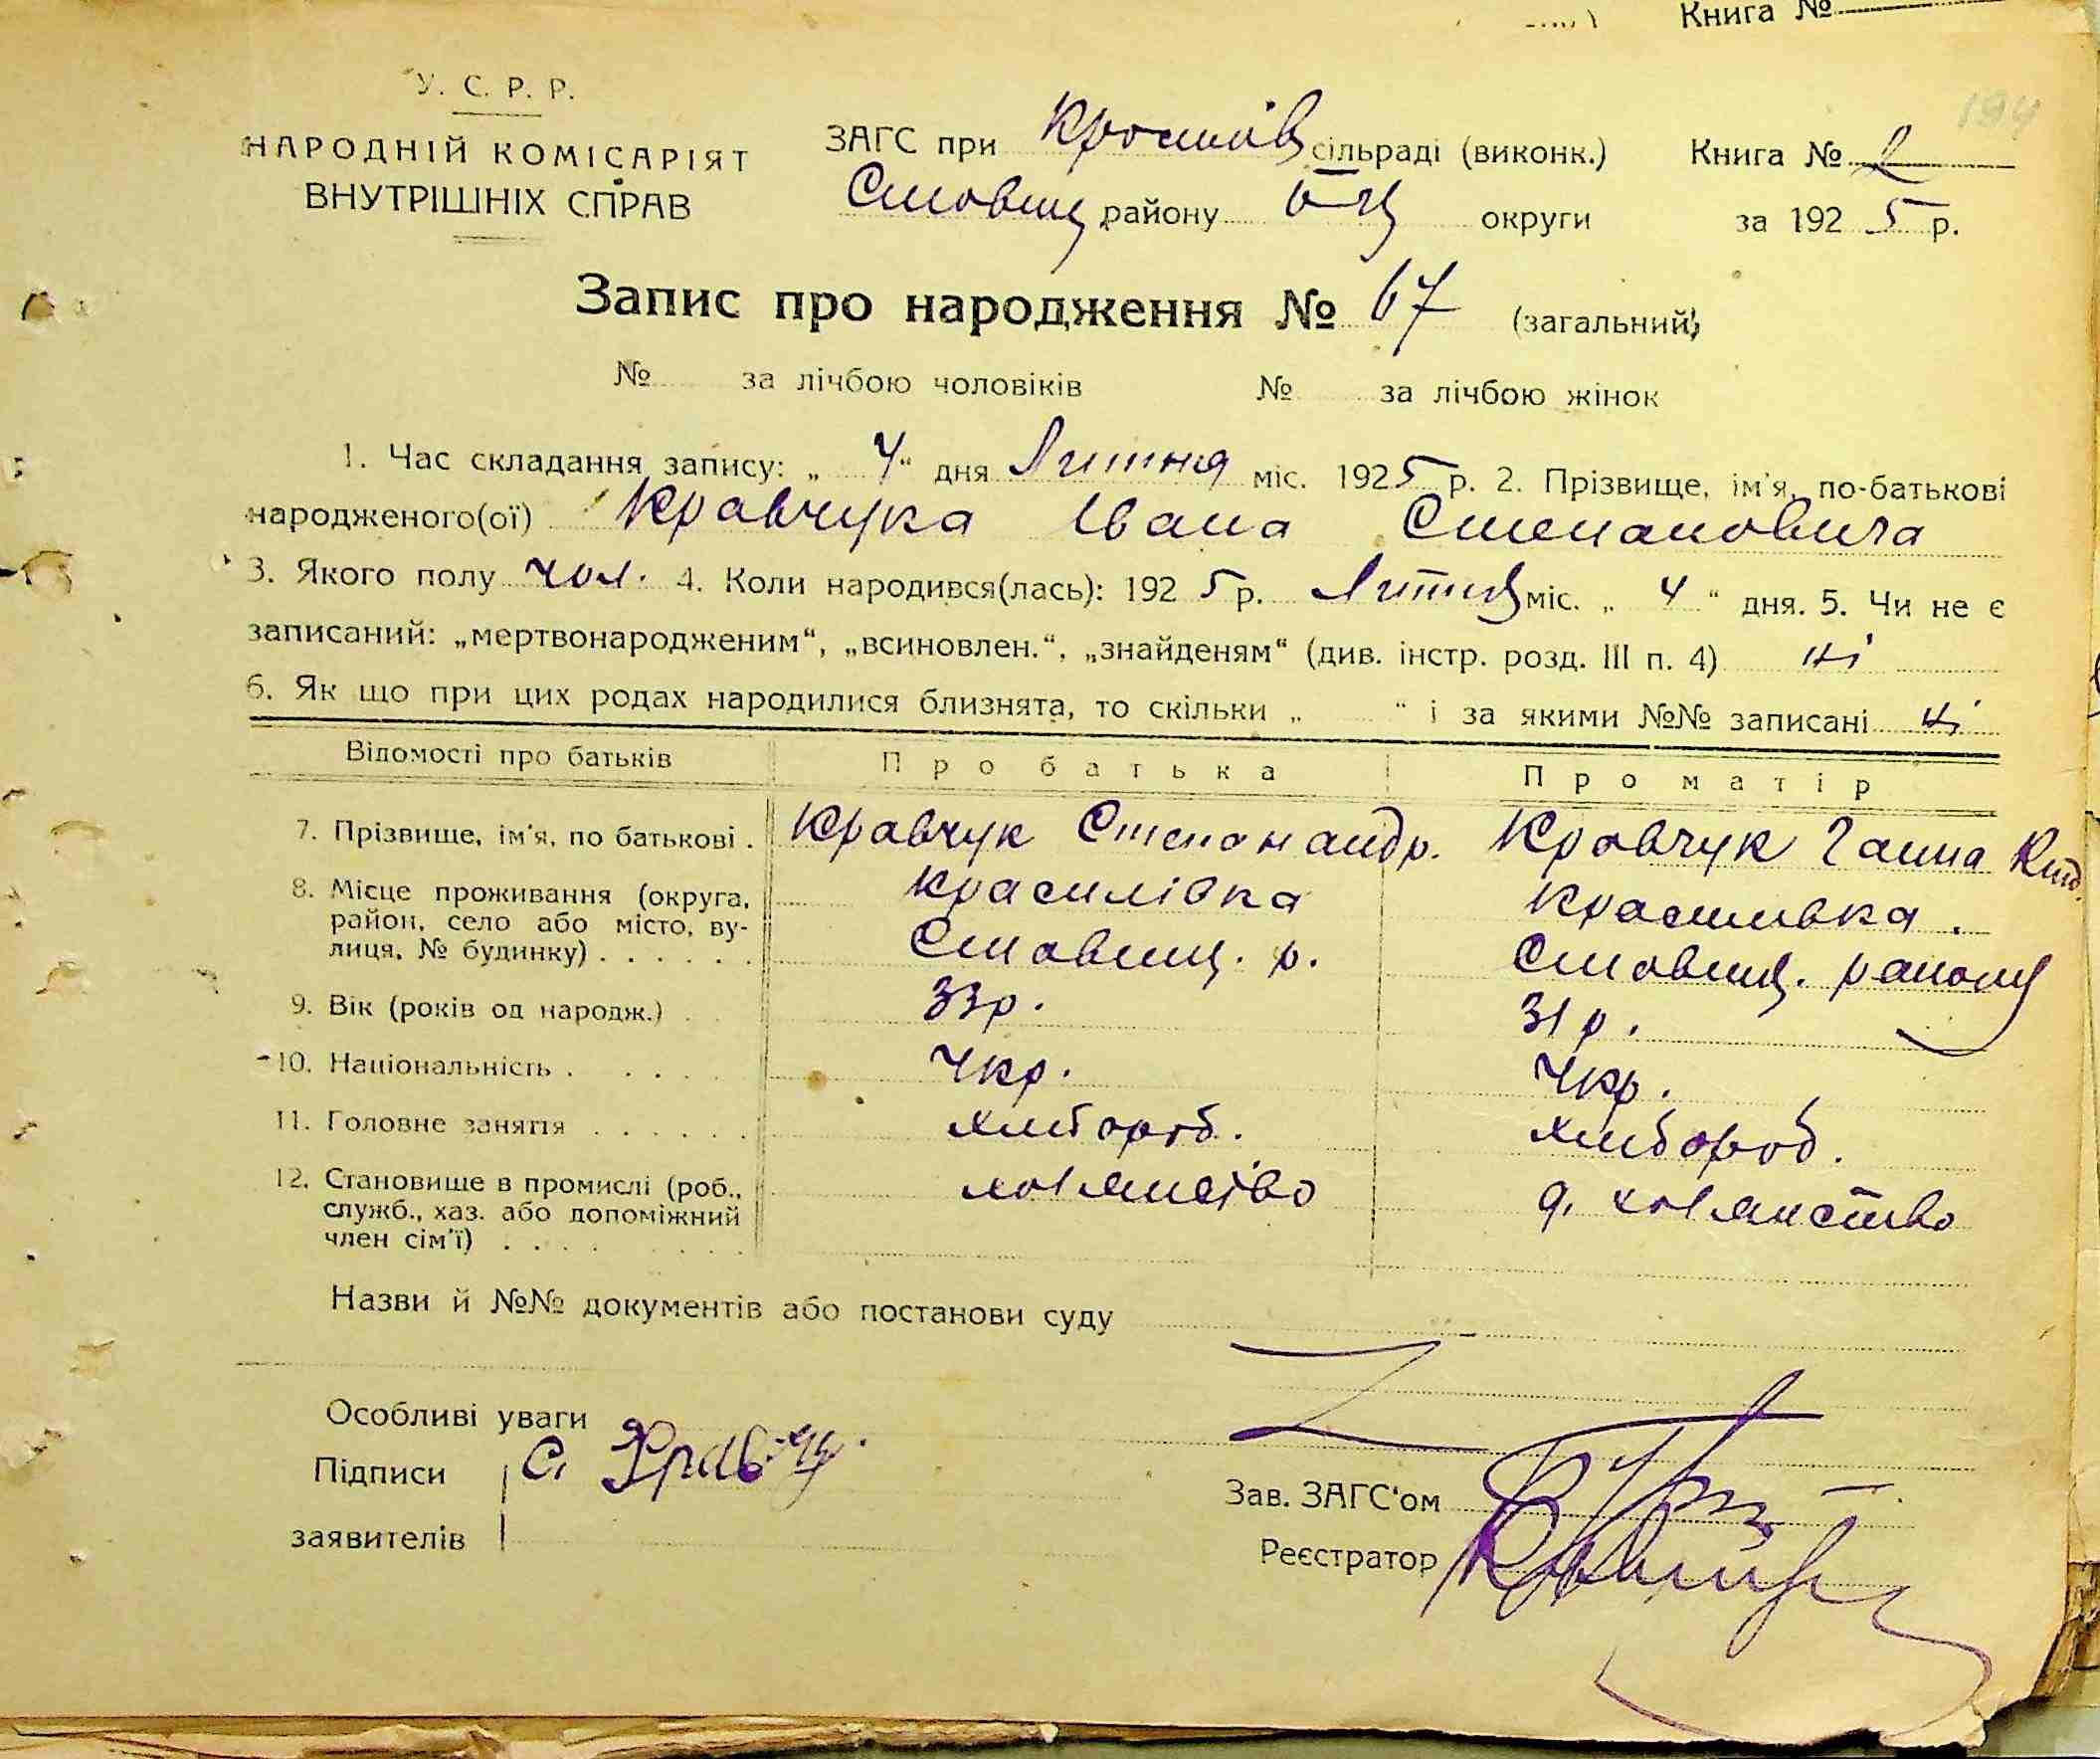 Книга №
194
У. С. Р. Р.
НАРОДНІЙ КОМІСАРІЯТ
ВНУТРІШНІХ СПРАВ
ЗАГС при сільраді (виконк.) Книга № 2
Ставищ району БЦ округи за 1925 р.
Запис про народження № 67 (загальний)
№ за лічбою чоловіків № за лічбою жінок
1. Час складання запису: „ 4 “ дня Липня міс. 1925 р. 2. Прізвище, ім'я, по-батькові
народженого(ої) Кравчука Івана Степановича
3. Якого полу чол. 4. Коли народився(лась): 1925 р. Липня міс. „ 4 “ дня. 5. Чи не є
записаний: „мертвонародженим“, „всиновлен.“, „знайденям“ (див. інстр. розд. III п. 4) ні
6. Як що при цих родах народилися близнята, то скільки „ “ і за якими №№ записані ні
Відомості про батьків Про батька Про матір
7. Прізвище, ім'я, по батькові . Кравчук Степан андр. Кравчук Ганна
8. Місце проживання (округа, район, село або місто, вулиця, № будинку) . . . . . . Красилівка Ставищ. р. Красилівка. Ставищ. району
9. Вік (років од народж.) 33 р. 31 р.
10. Національність . . . . . Укр. Укр.
11. Головне заняття . . . . . . хлібороб. хлібороб.
12. Становище в промислі (роб., служб., хаз. або допоміжний член сім'ї) . . . .
Назви й №№ документів або постанови суду
Особливі уваги
Підписи С. Кравчук
заявителів
Зав. ЗАГС'ом
Реєстратор